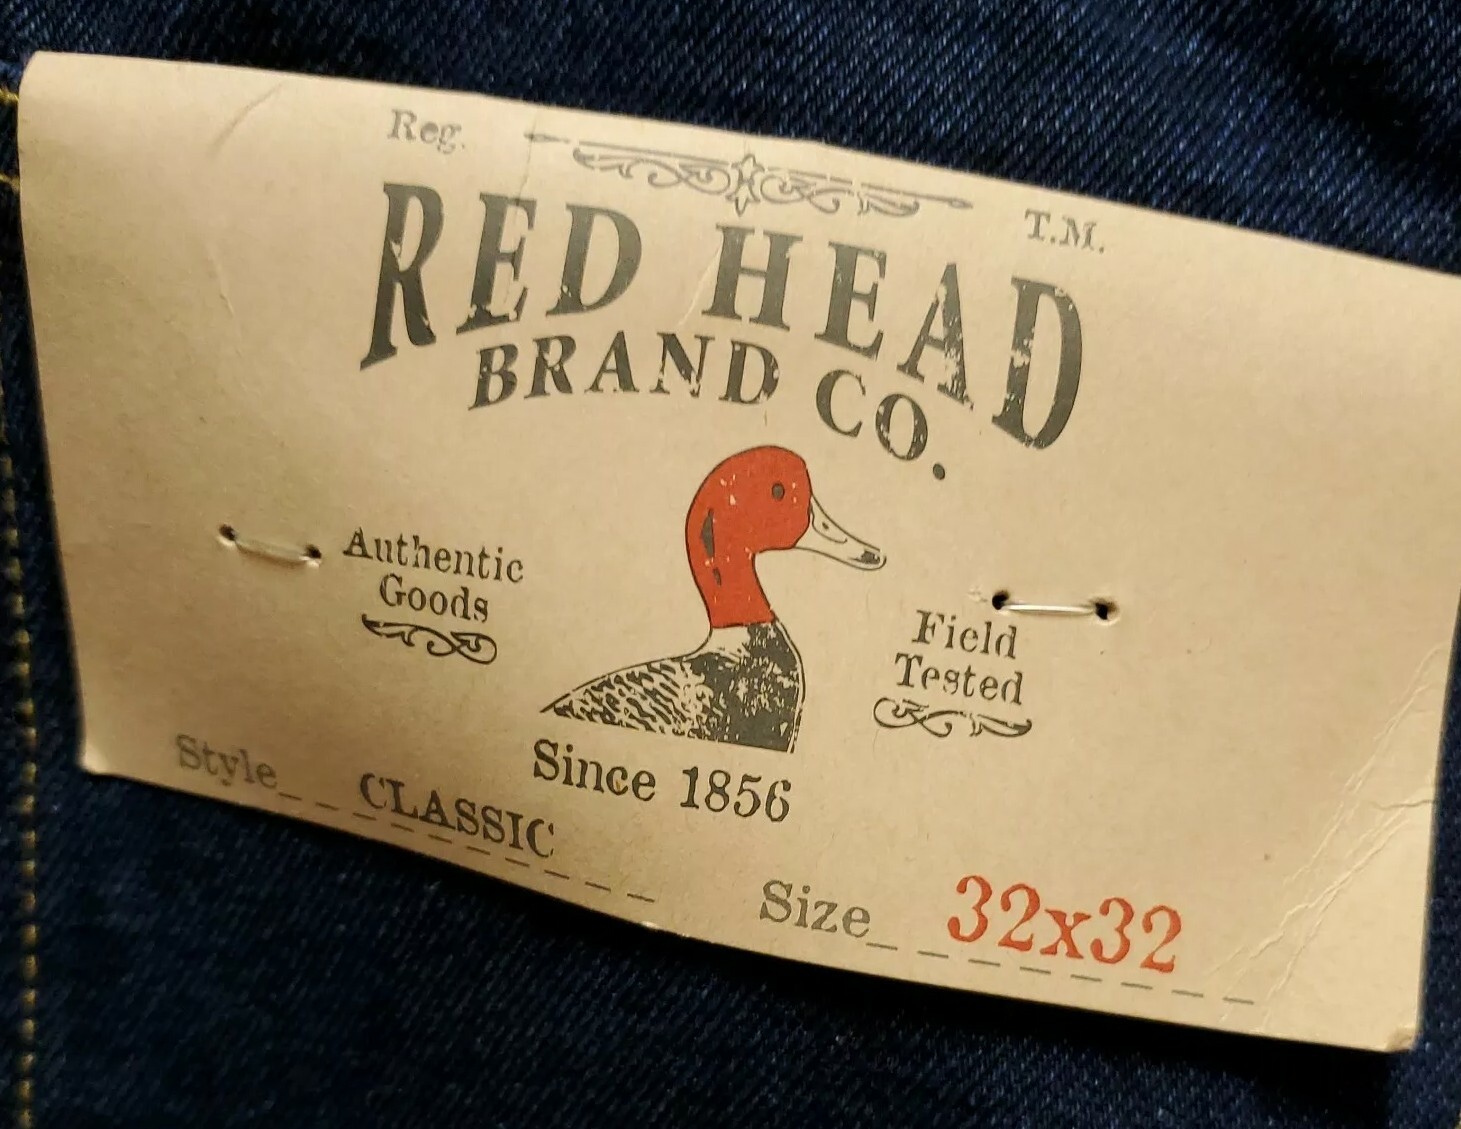 Reg.
T.M.
RED HEAD
BRAND CO.
Authentic
Goods
Field
Tested
Since 1856
Style CLASSIC
Size 32x32